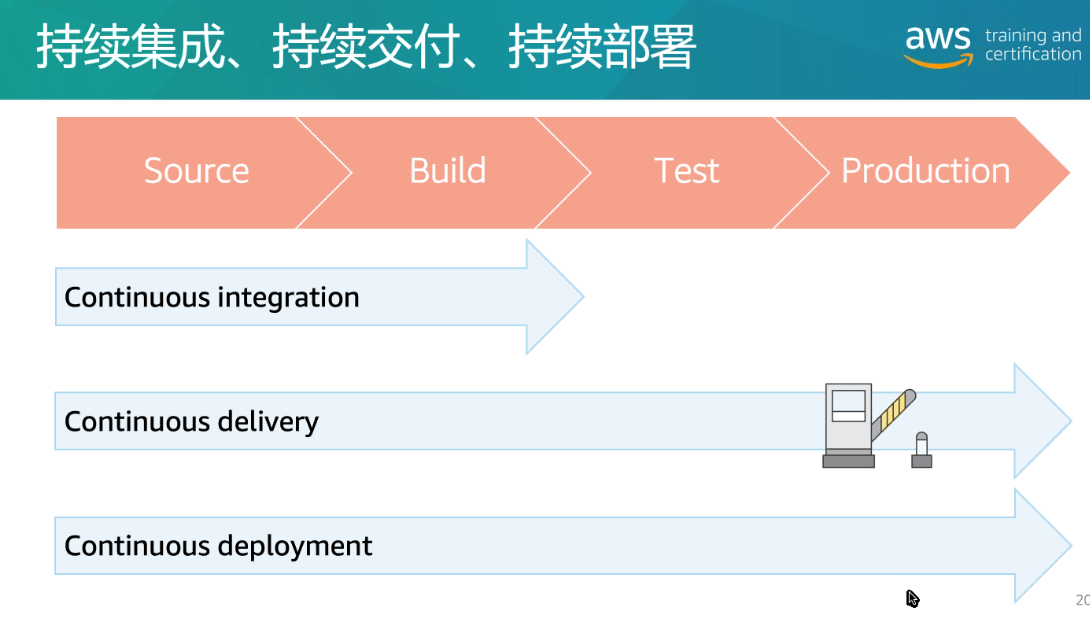 持续集成、持续交付、持续部署
aws training and
certification
Source
Build
Test
Production
Continuous integration
Continuous delivery
Continuous deployment
20